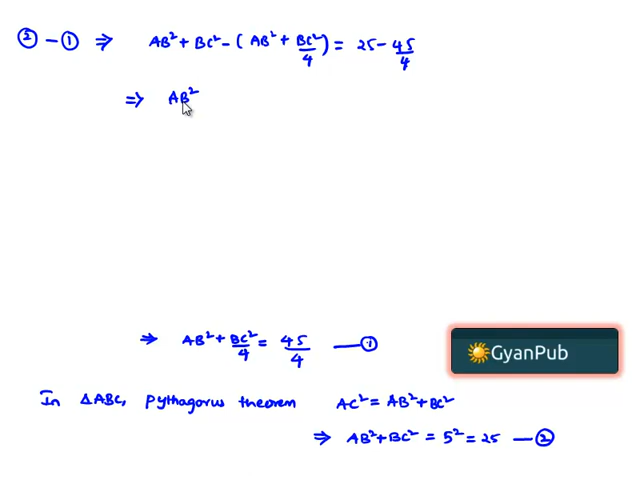 ② - ① ⇒ AB² + BC² - (AB² + BC²/4) = 25 - 45/4
⇒ AB²
⇒ AB² + BC²/4 = 45/4 — ①
GyanPub
In △ABC, Pythagorus theorem AC² = AB² + BC²
⇒ AB² + BC² = 5² = 25 — ②